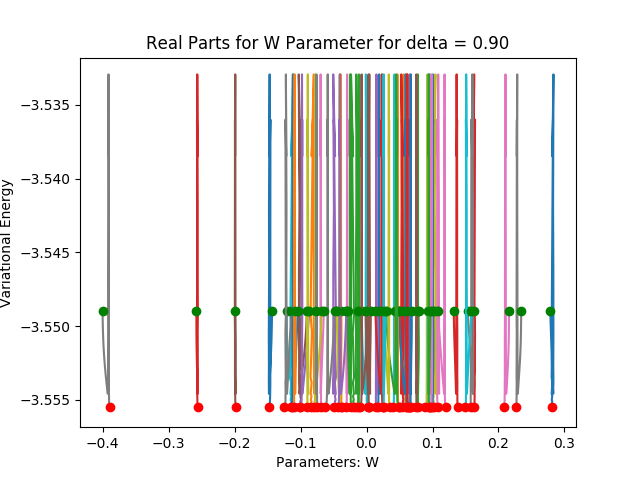 Real Parts for W Parameter for delta = 0.90
Variational Energy
−3.535
−3.540
−3.545
−3.550
−3.555
−0.4 −0.3 −0.2 −0.1 0.0 0.1 0.2 0.3
Parameters: W